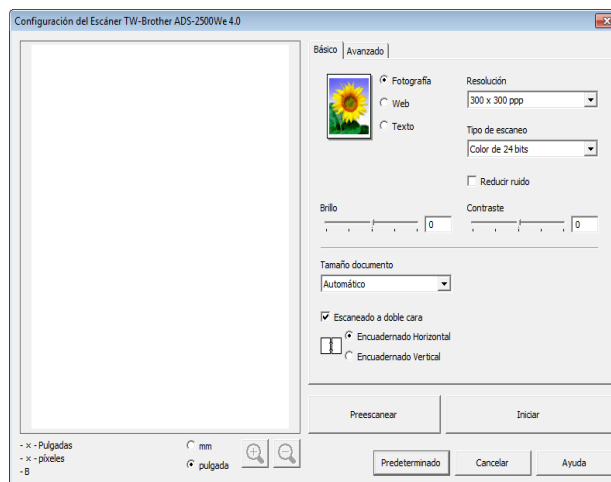 Configuración del Escáner TW-Brother ADS-2500We 4.0
Básico
Avanzado
Fotografía
Web
Texto
Resolución
300 x 300 ppp
Tipo de escaneo
Color de 24 bits
Reducir ruido
Brillo
0
Contraste
0
Tamaño documento
Automático
Escaneado a doble cara
Encuadernado Horizontal
Encuadernado Vertical
Preescanear
Iniciar
- × - Pulgadas
- × - píxeles
- B
mm
pulgada
Predeterminado
Cancelar
Ayuda